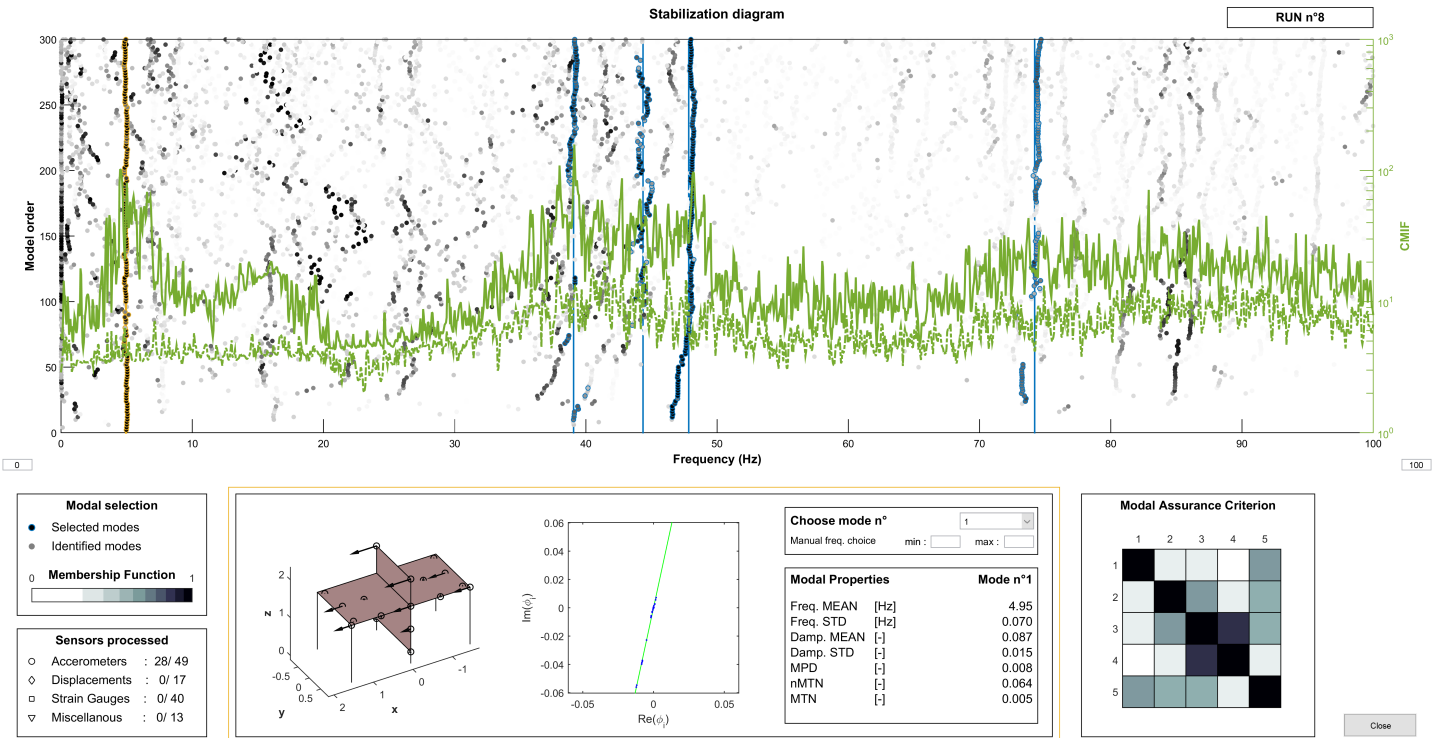 Stabilization diagram
RUN n°8
300
250
200
150
100
50
0
Model order
10³
10²
10¹
10⁰
CMIF
0 10 20 30 40 50 60 70 80 90 100
Frequency (Hz)
0
100
Modal selection
Selected modes
Identified modes
0 Membership Function 1
Sensors processed
Accerometers : 28/ 49
Displacements : 0/ 17
Strain Gauges : 0/ 40
Miscellanous : 0/ 13
2
1
0
z
-0.5
0
0.5
y
2
1
0
-1
x
0.06
0.04
0.02
0
-0.02
-0.04
-0.06
Im(ϕi)
-0.05 0 0.05
Re(ϕi)
Choose mode n° 1
Manual freq. choice min : max :
Modal Properties Mode n°1
Freq. MEAN [Hz] 4.95
Freq. STD [Hz] 0.070
Damp. MEAN [-] 0.087
Damp. STD [-] 0.015
MPD [-] 0.008
nMTN [-] 0.064
MTN [-] 0.005
Modal Assurance Criterion
1 2 3 4 5
1
2
3
4
5
Close